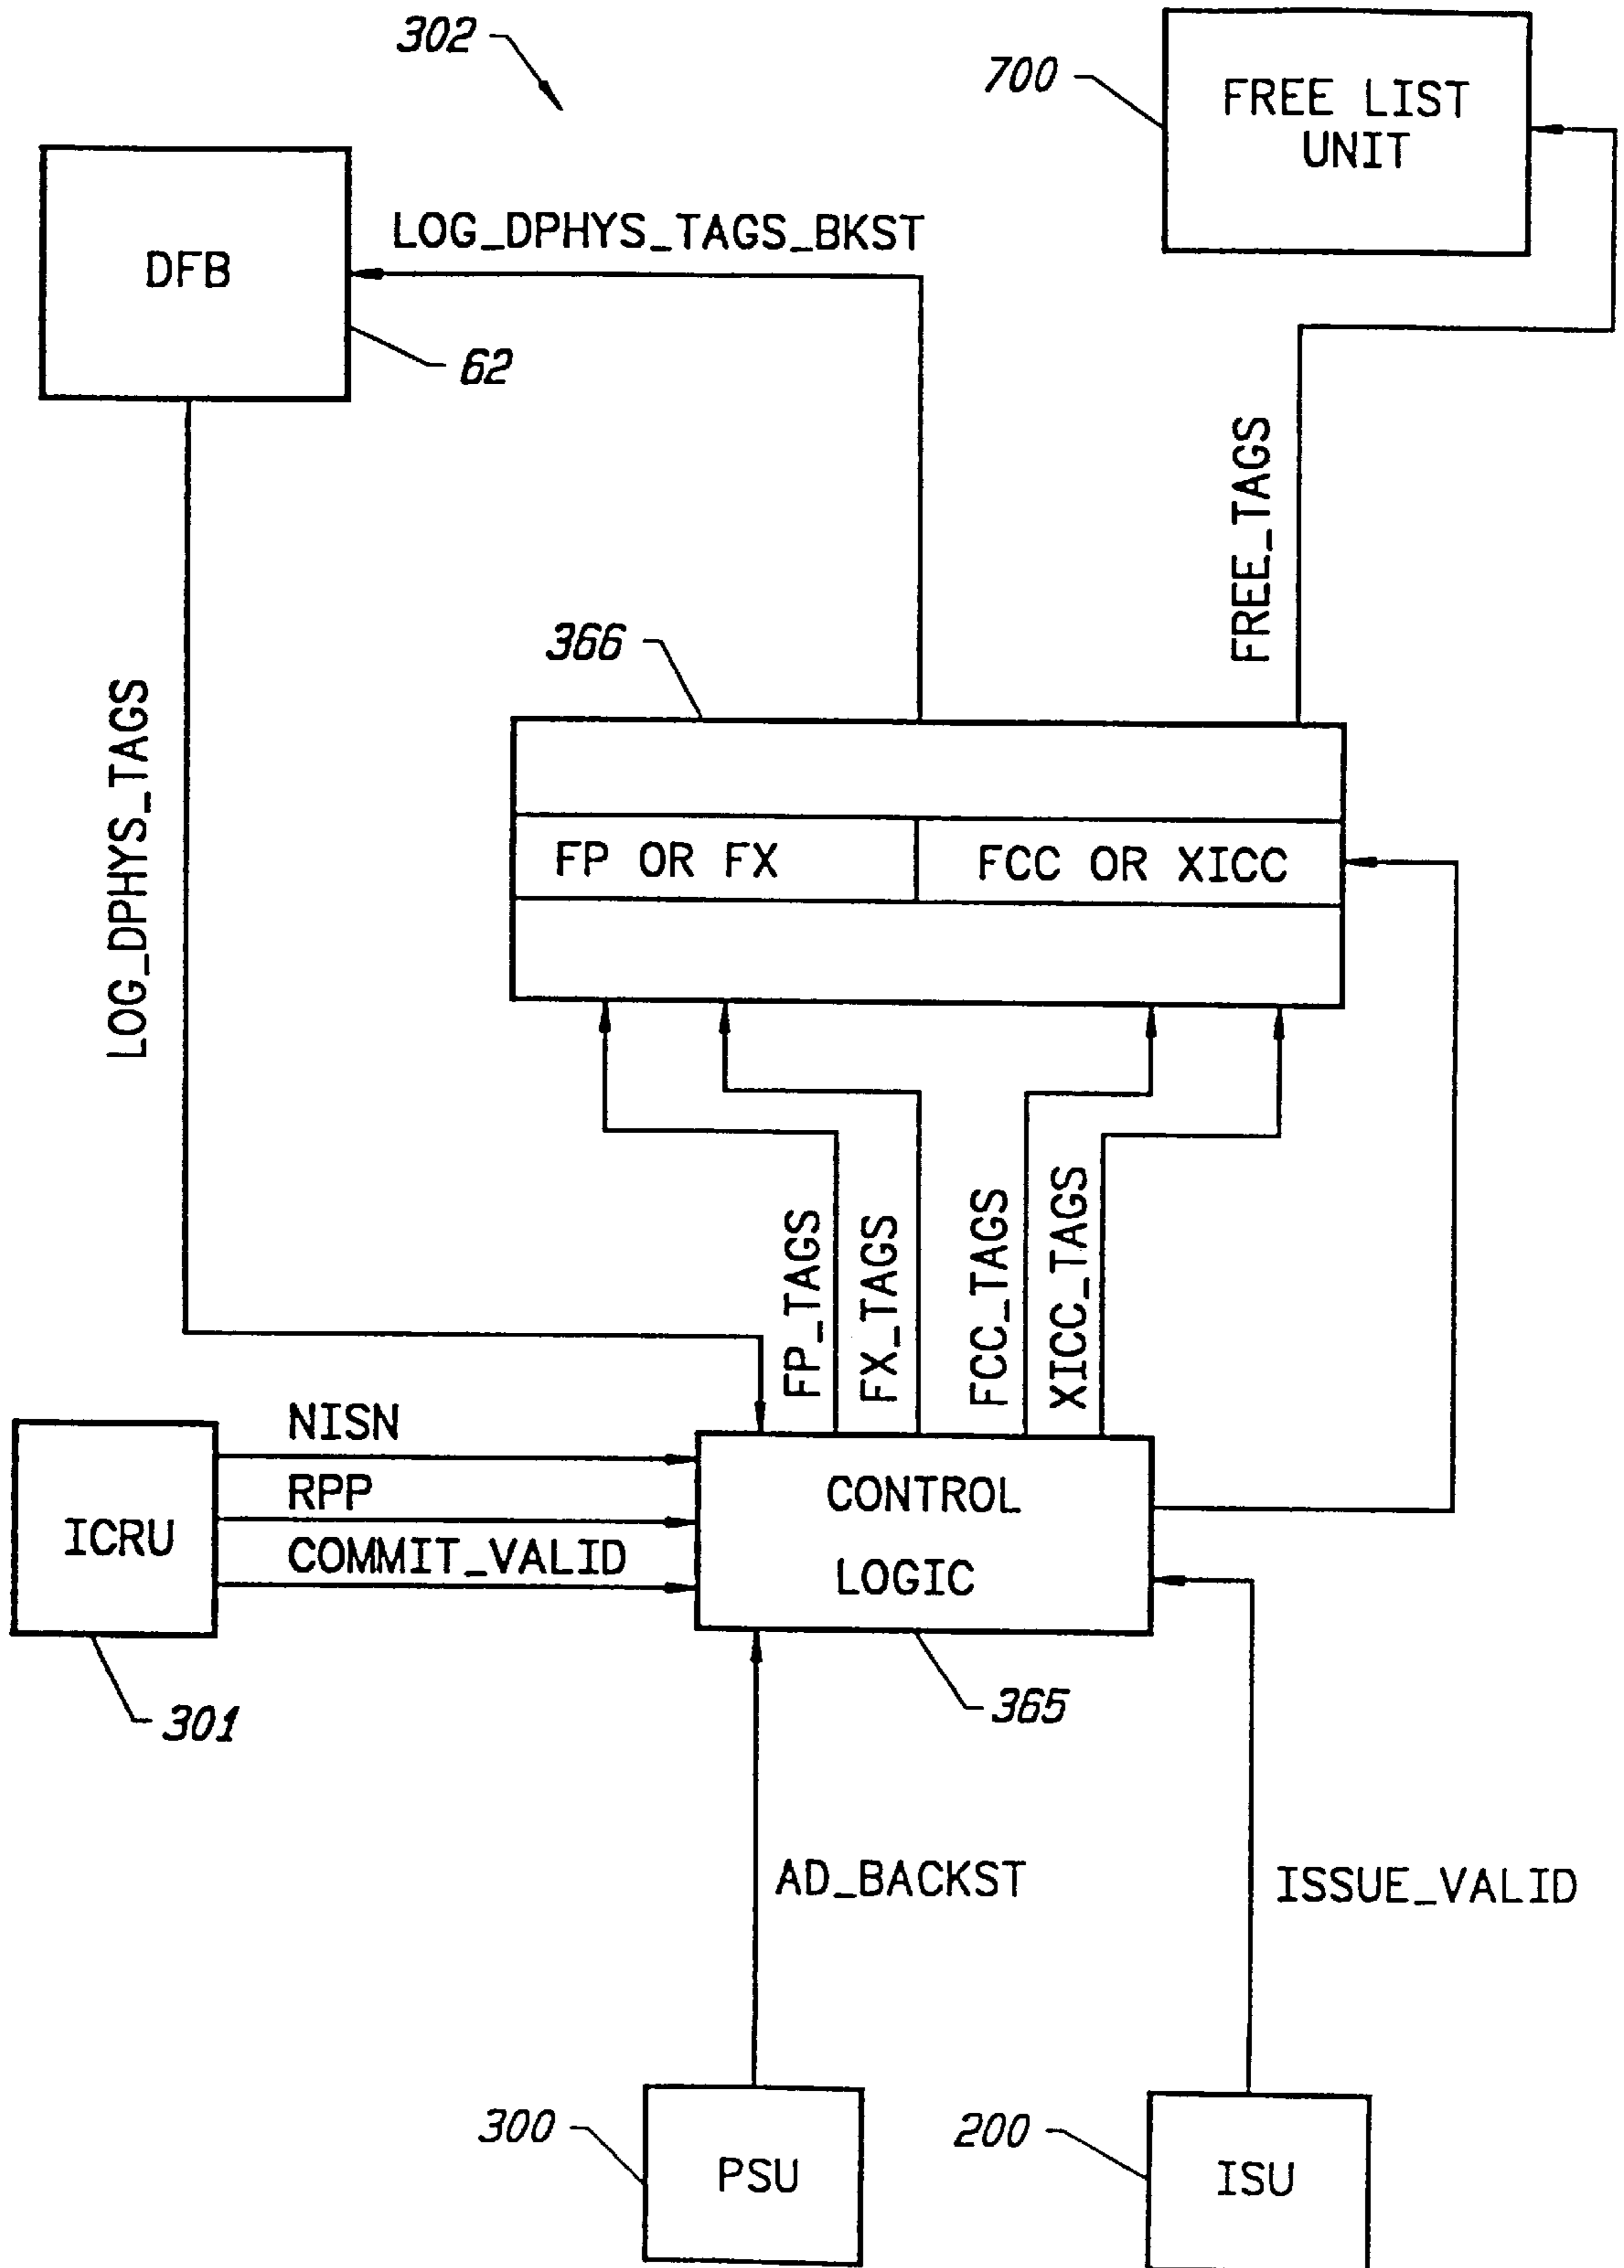 302
700
FREE LIST
UNIT
DFB
LOG_DPHYS_TAGS_BKST
62
FREE_TAGS
366
LOG_DPHYS_TAGS
FP OR FX
FCC OR XICC
FP_TAGS
FX_TAGS
FCC_TAGS
XICC_TAGS
NISN
RPP
COMMIT_VALID
ICRU
CONTROL
LOGIC
301
365
AD_BACKST
ISSUE_VALID
300
PSU
200
ISU